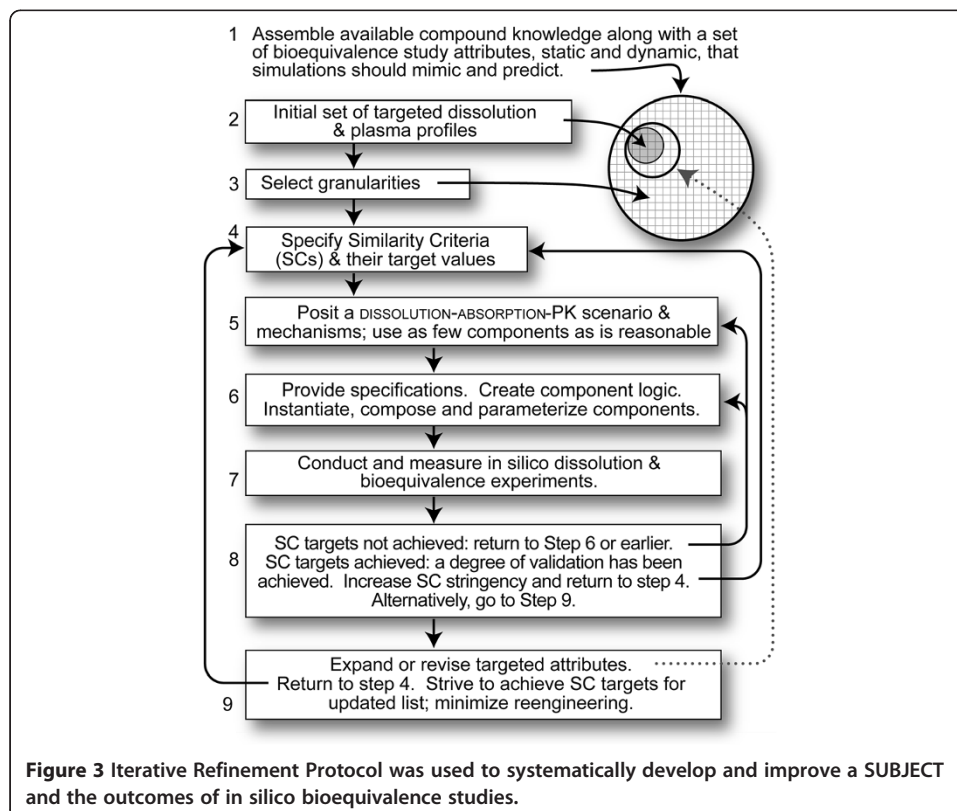 1 Assemble available compound knowledge along with a set
of bioequivalence study attributes, static and dynamic, that
simulations should mimic and predict.
2 Initial set of targeted dissolution
& plasma profiles
3 Select granularities
4 Specify Similarity Criteria
(SCs) & their target values
5 Posit a DISSOLUTION-ABSORPTION-PK scenario &
mechanisms; use as few components as is reasonable
6 Provide specifications. Create component logic.
Instantiate, compose and parameterize components.
7 Conduct and measure in silico dissolution &
bioequivalence experiments.
8 SC targets not achieved: return to Step 6 or earlier.
SC targets achieved: a degree of validation has been
achieved. Increase SC stringency and return to step 4.
Alternatively, go to Step 9.
9 Expand or revise targeted attributes.
Return to step 4. Strive to achieve SC targets for
updated list; minimize reengineering.
Figure 3 Iterative Refinement Protocol was used to systematically develop and improve a SUBJECT
and the outcomes of in silico bioequivalence studies.